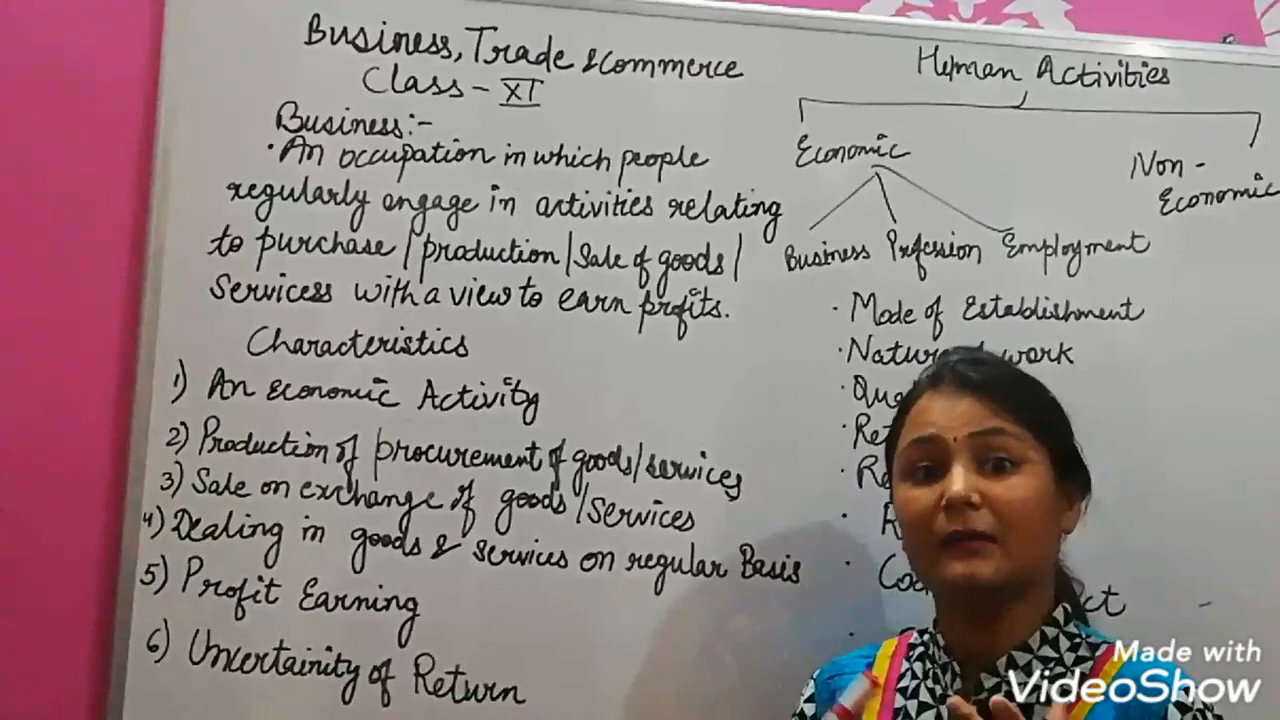 Business, Trade & Commerce
Class - XI
Business:-
· An occupation in which people
regularly engage in activities relating
to purchase / production / Sale of goods /
Servicess with a view to earn profits.
Characteristics
1) An Economic Activity
2) Production of procurement of goods/services
3) Sale on exchange of goods /Services
4) Dealing in goods & services on regular Basis
5) Profit Earning
6) Uncertainity of Return
Human Activities
Economic
Non-
Economic
Business Profession Employment
· Mode of Establishment
· Nature work
Made with
VideoShow